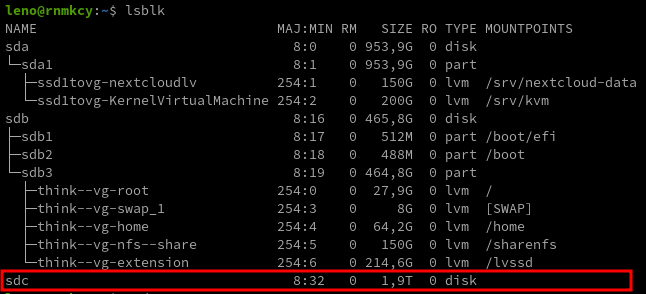 leno@rnmkcy:~$ lsblk
NAME MAJ:MIN RM SIZE RO TYPE MOUNTPOINTS
sda 8:0 0 953,9G 0 disk
└─sda1 8:1 0 953,9G 0 part
├─ssd1tovg-nextcloudlv 254:1 0 150G 0 lvm /srv/nextcloud-data
└─ssd1tovg-KernelVirtualMachine 254:2 0 200G 0 lvm /srv/kvm
sdb 8:16 0 465,8G 0 disk
├─sdb1 8:17 0 512M 0 part /boot/efi
├─sdb2 8:18 0 488M 0 part /boot
└─sdb3 8:19 0 464,8G 0 part
├─think--vg-root 254:0 0 27,9G 0 lvm /
├─think--vg-swap_1 254:3 0 8G 0 lvm [SWAP]
├─think--vg-home 254:4 0 64,2G 0 lvm /home
├─think--vg-nfs--share 254:5 0 150G 0 lvm /sharenfs
└─think--vg-extension 254:6 0 214,6G 0 lvm /lvssd
sdc 8:32 0 1,9T 0 disk